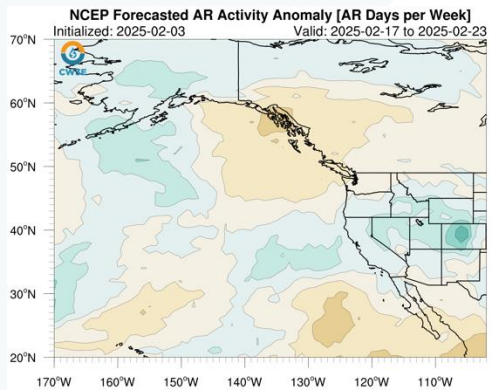 NCEP Forecasted AR Activity Anomaly [AR Days per Week]
Initialized: 2025-02-03 Valid: 2025-02-17 to 2025-02-23
70°N
CW3E
60°N
50°N
40°N
30°N
20°N
170°W 160°W 150°W 140°W 130°W 120°W 110°W